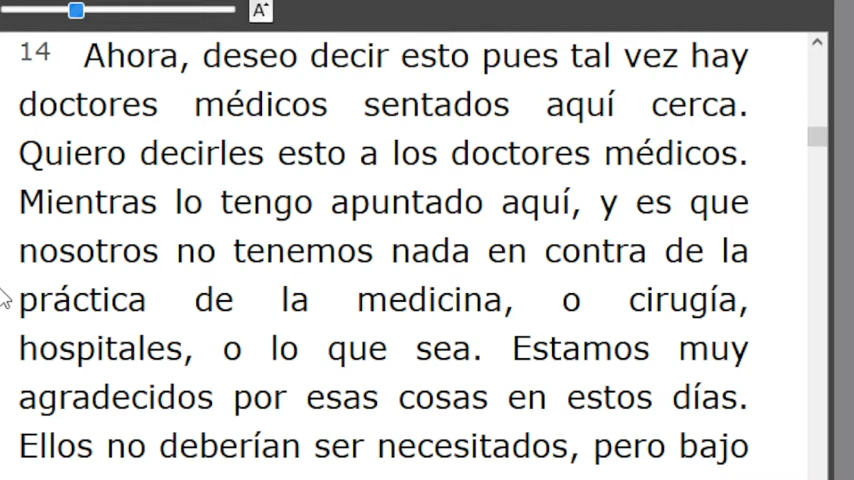 A
14 Ahora, deseo decir esto pues tal vez hay
doctores médicos sentados aquí cerca.
Quiero decirles esto a los doctores médicos.
Mientras lo tengo apuntado aquí, y es que
nosotros no tenemos nada en contra de la
práctica de la medicina, o cirugía,
hospitales, o lo que sea. Estamos muy
agradecidos por esas cosas en estos días.
Ellos no deberían ser necesitados, pero bajo